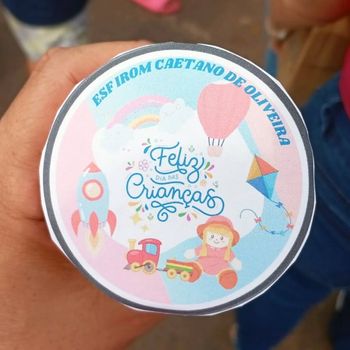 ESF IROM CAETANO DE OLIVEIRA
Feliz
DIA DAS
Crianças